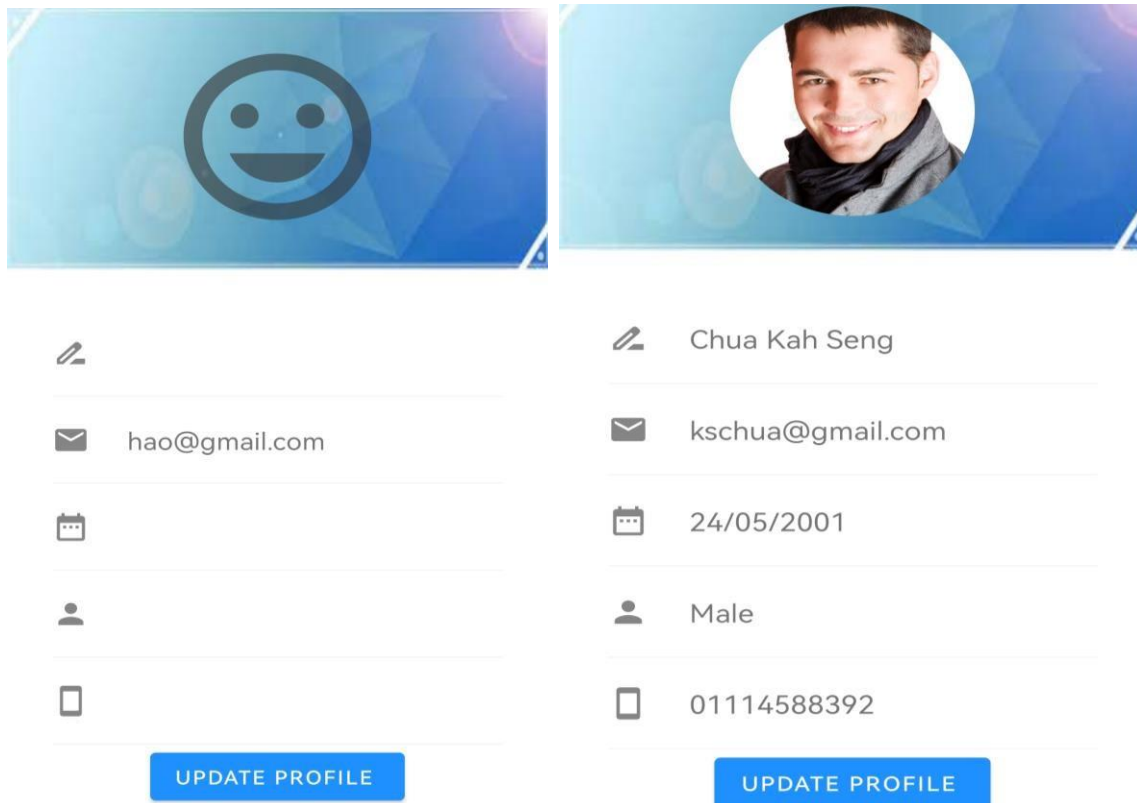 hao@gmail.com
UPDATE PROFILE
Chua Kah Seng
kschua@gmail.com
24/05/2001
Male
01114588392
UPDATE PROFILE